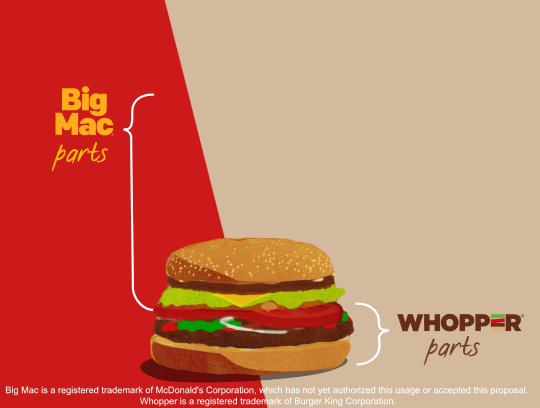 Big
Mac.
parts
WHOPPER®
parts
Big Mac is a registered trademark of McDonald's Corporation, which has not yet authorized this usage or accepted this proposal.
Whopper is a registered trademark of Burger King Corporation.